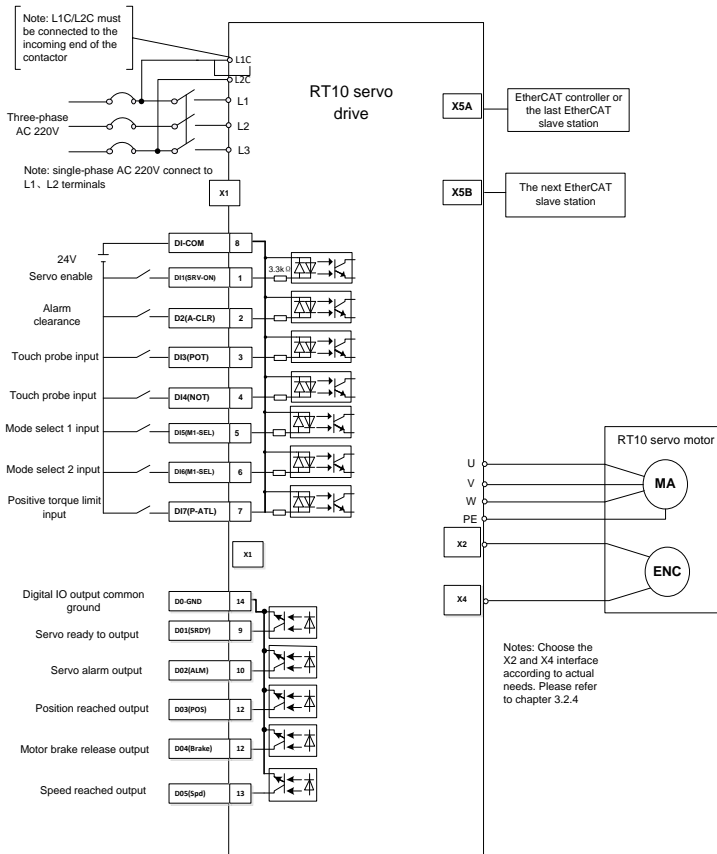 Note: L1C/L2C must
be connected to the
incoming end of the
contactor
L1C
L2C
L1
L2
L3
Three-phase
AC 220V
Note: single-phase AC 220V connect to
L1、L2 terminals
X1
RT10 servo
drive
X5A
EtherCAT controller or
the last EtherCAT
slave station
X5B
The next EtherCAT
slave station
24V
DI-COM 8
Servo enable DI1(SRV-ON) 1 3.3kΩ
Alarm
clearance D2(A-CLR) 2
Touch probe input DI3(POT) 3
Touch probe input DI4(NOT) 4
Mode select 1 input DI5(M1-SEL) 5
Mode select 2 input DI6(M1-SEL) 6
Positive torque limit
input DI7(P-ATL) 7
X1
RT10 servo motor
U
V
W
PE
MA
X2
ENC
X4
Notes: Choose the
X2 and X4 interface
according to actual
needs. Please refer
to chapter 3.2.4
Digital IO output common
ground D0-GND 14
Servo ready to output D01(SRDY) 9
Servo alarm output D02(ALM) 10
Position reached output D03(POS) 12
Motor brake release output D04(Brake) 12
Speed reached output D05(Spd) 13